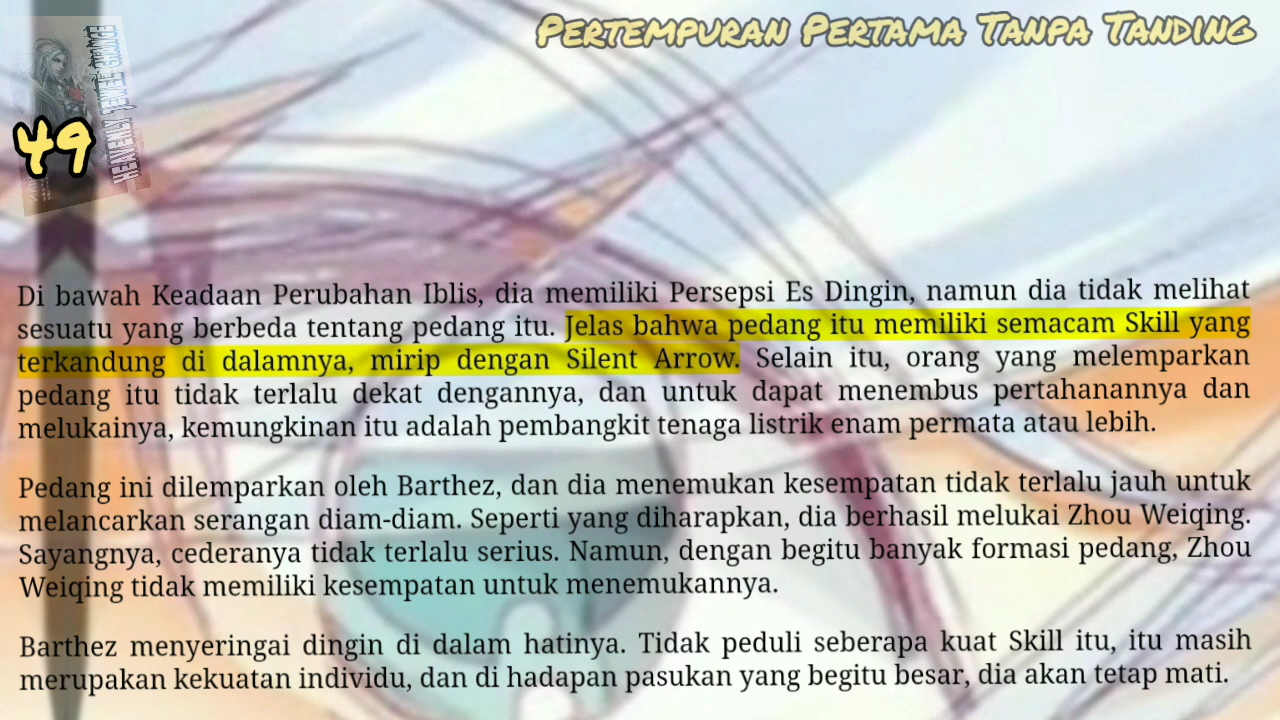 Pertempuran Pertama Tanpa Tanding
HEAVENLY JEWEL CHANGE
49
Di bawah Keadaan Perubahan Iblis, dia memiliki Persepsi Es Dingin, namun dia tidak melihat
sesuatu yang berbeda tentang pedang itu. Jelas bahwa pedang itu memiliki semacam Skill yang
terkandung di dalamnya, mirip dengan Silent Arrow. Selain itu, orang yang melemparkan
pedang itu tidak terlalu dekat dengannya, dan untuk dapat menembus pertahanannya dan
melukainya, kemungkinan itu adalah pembangkit tenaga listrik enam permata atau lebih.
Pedang ini dilemparkan oleh Barthez, dan dia menemukan kesempatan tidak terlalu jauh untuk
melancarkan serangan diam-diam. Seperti yang diharapkan, dia berhasil melukai Zhou Weiqing.
Sayangnya, cederanya tidak terlalu serius. Namun, dengan begitu banyak formasi pedang, Zhou
Weiqing tidak memiliki kesempatan untuk menemukannya.
Barthez menyeringai dingin di dalam hatinya. Tidak peduli seberapa kuat Skill itu, itu masih
merupakan kekuatan individu, dan di hadapan pasukan yang begitu besar, dia akan tetap mati.